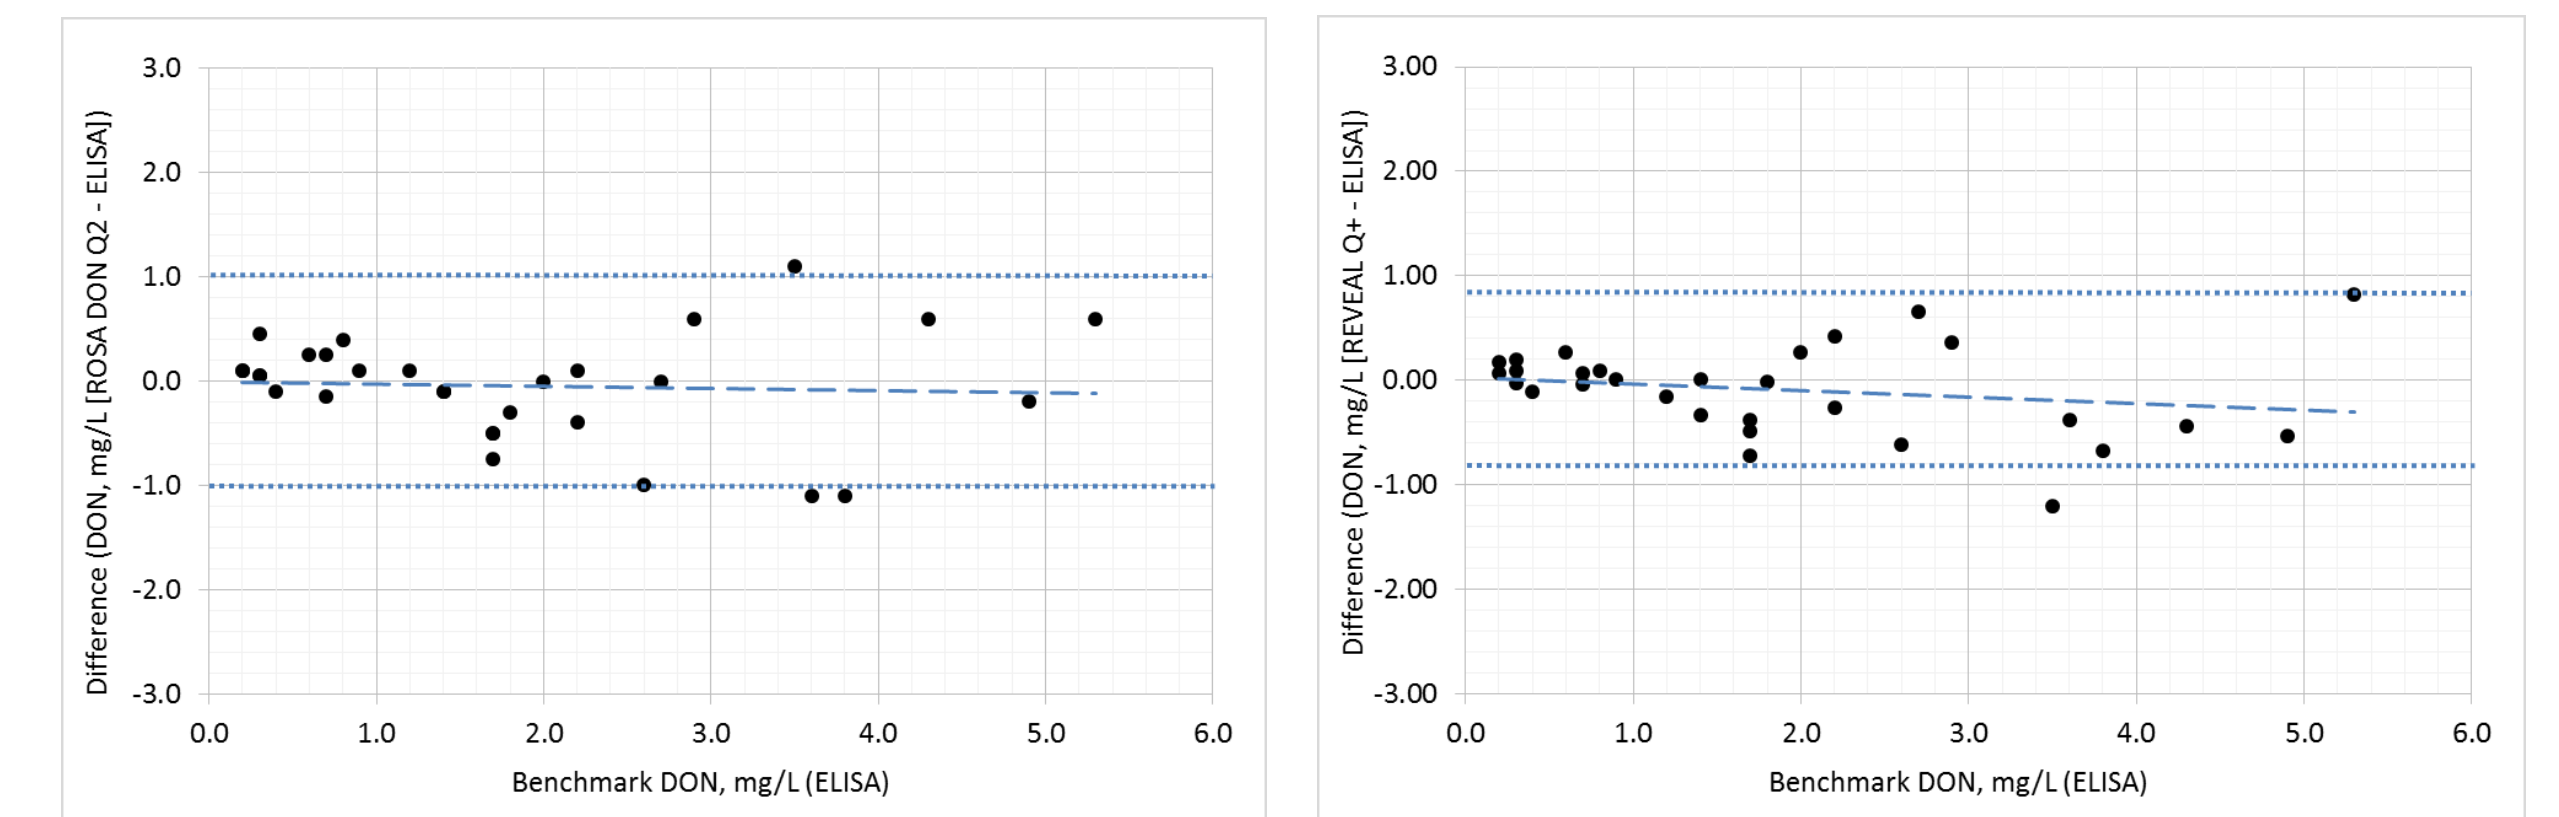 Difference (DON, mg/L [ROSA DON Q2 - ELISA])
3.0
2.0
1.0
0.0
-1.0
-2.0
-3.0
0.0 1.0 2.0 3.0 4.0 5.0 6.0
Benchmark DON, mg/L (ELISA)
Difference (DON, mg/L [REVEAL Q+ - ELISA])
3.00
2.00
1.00
0.00
-1.00
-2.00
-3.00
0.0 1.0 2.0 3.0 4.0 5.0 6.0
Benchmark DON, mg/L (ELISA)